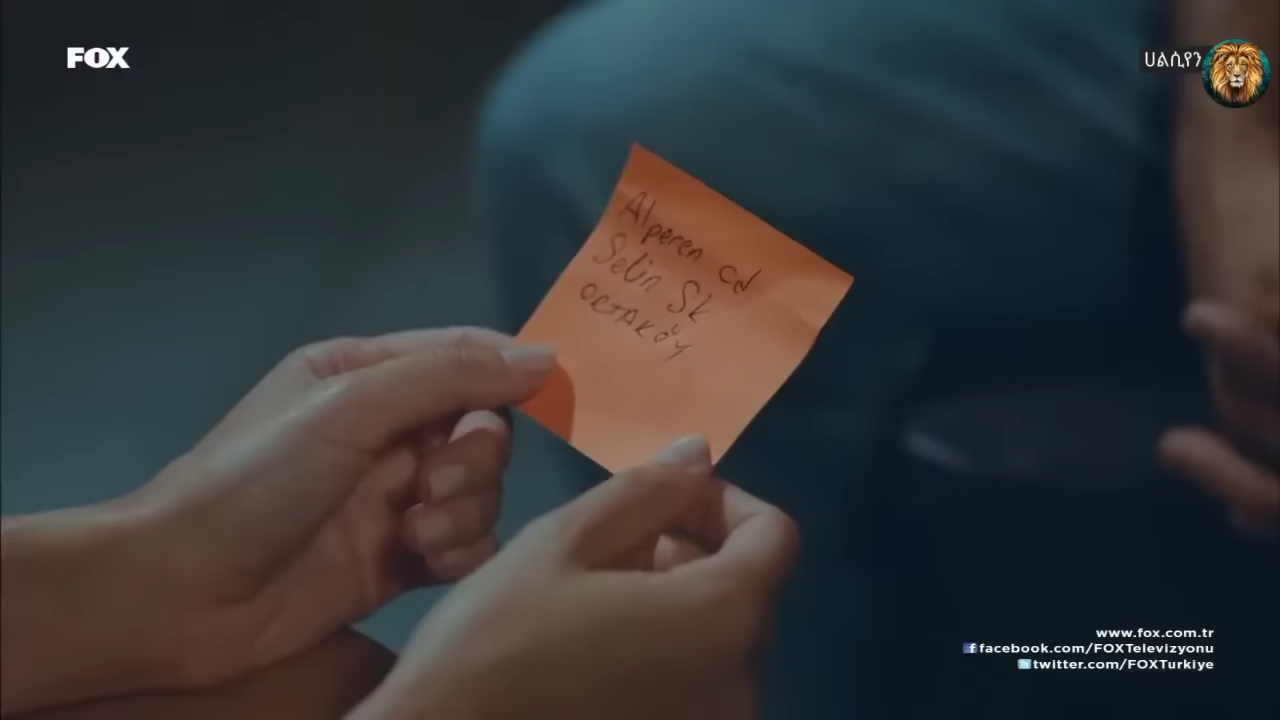 FOX
ሀልሲየን
Alperen cd
Selin Sk
ORTAKÖY
www.fox.com.tr
facebook.com/FOXTelevizyonu
twitter.com/FOXTurkiye